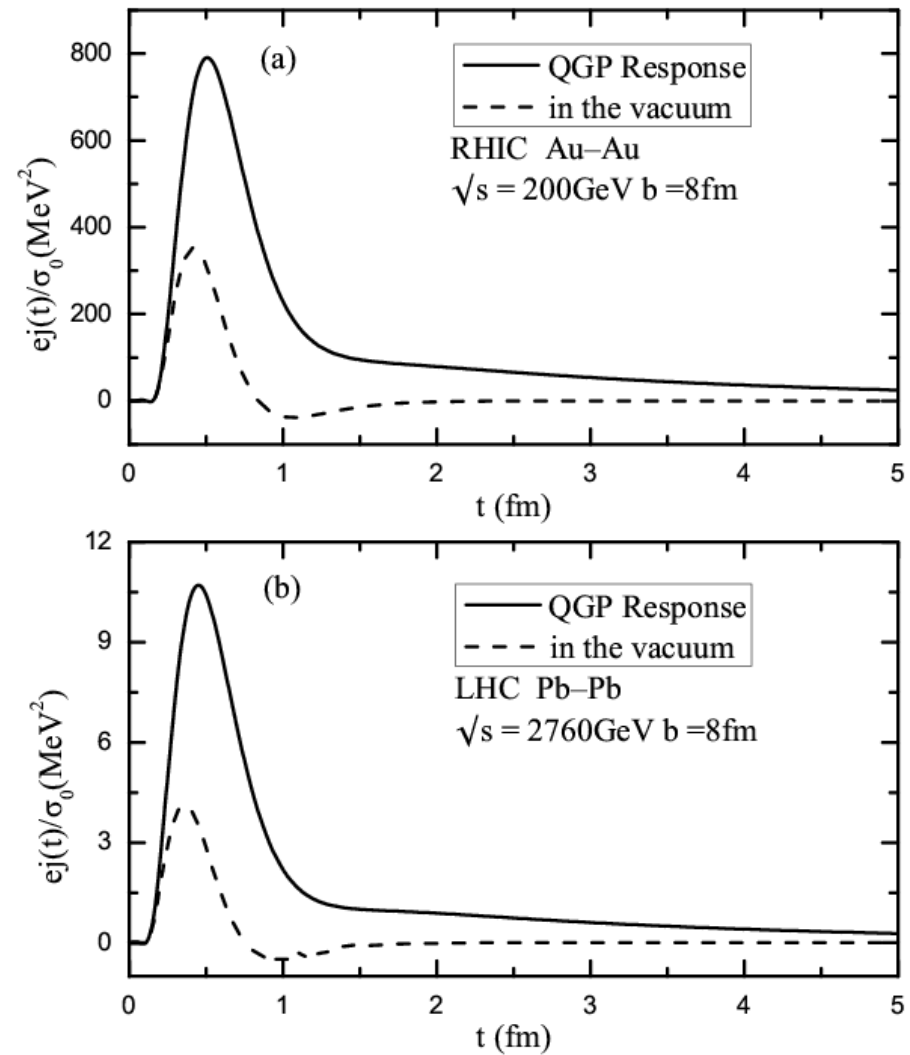 (a)
QGP Response
in the vacuum
RHIC Au–Au
√s = 200GeV b =8fm
ej(t)/σ₀(MeV²)
800
600
400
200
0
0 1 2 3 4 5
t (fm)
(b)
QGP Response
in the vacuum
LHC Pb–Pb
√s = 2760GeV b =8fm
ej(t)/σ₀(MeV²)
12
9
6
3
0
0 1 2 3 4 5
t (fm)